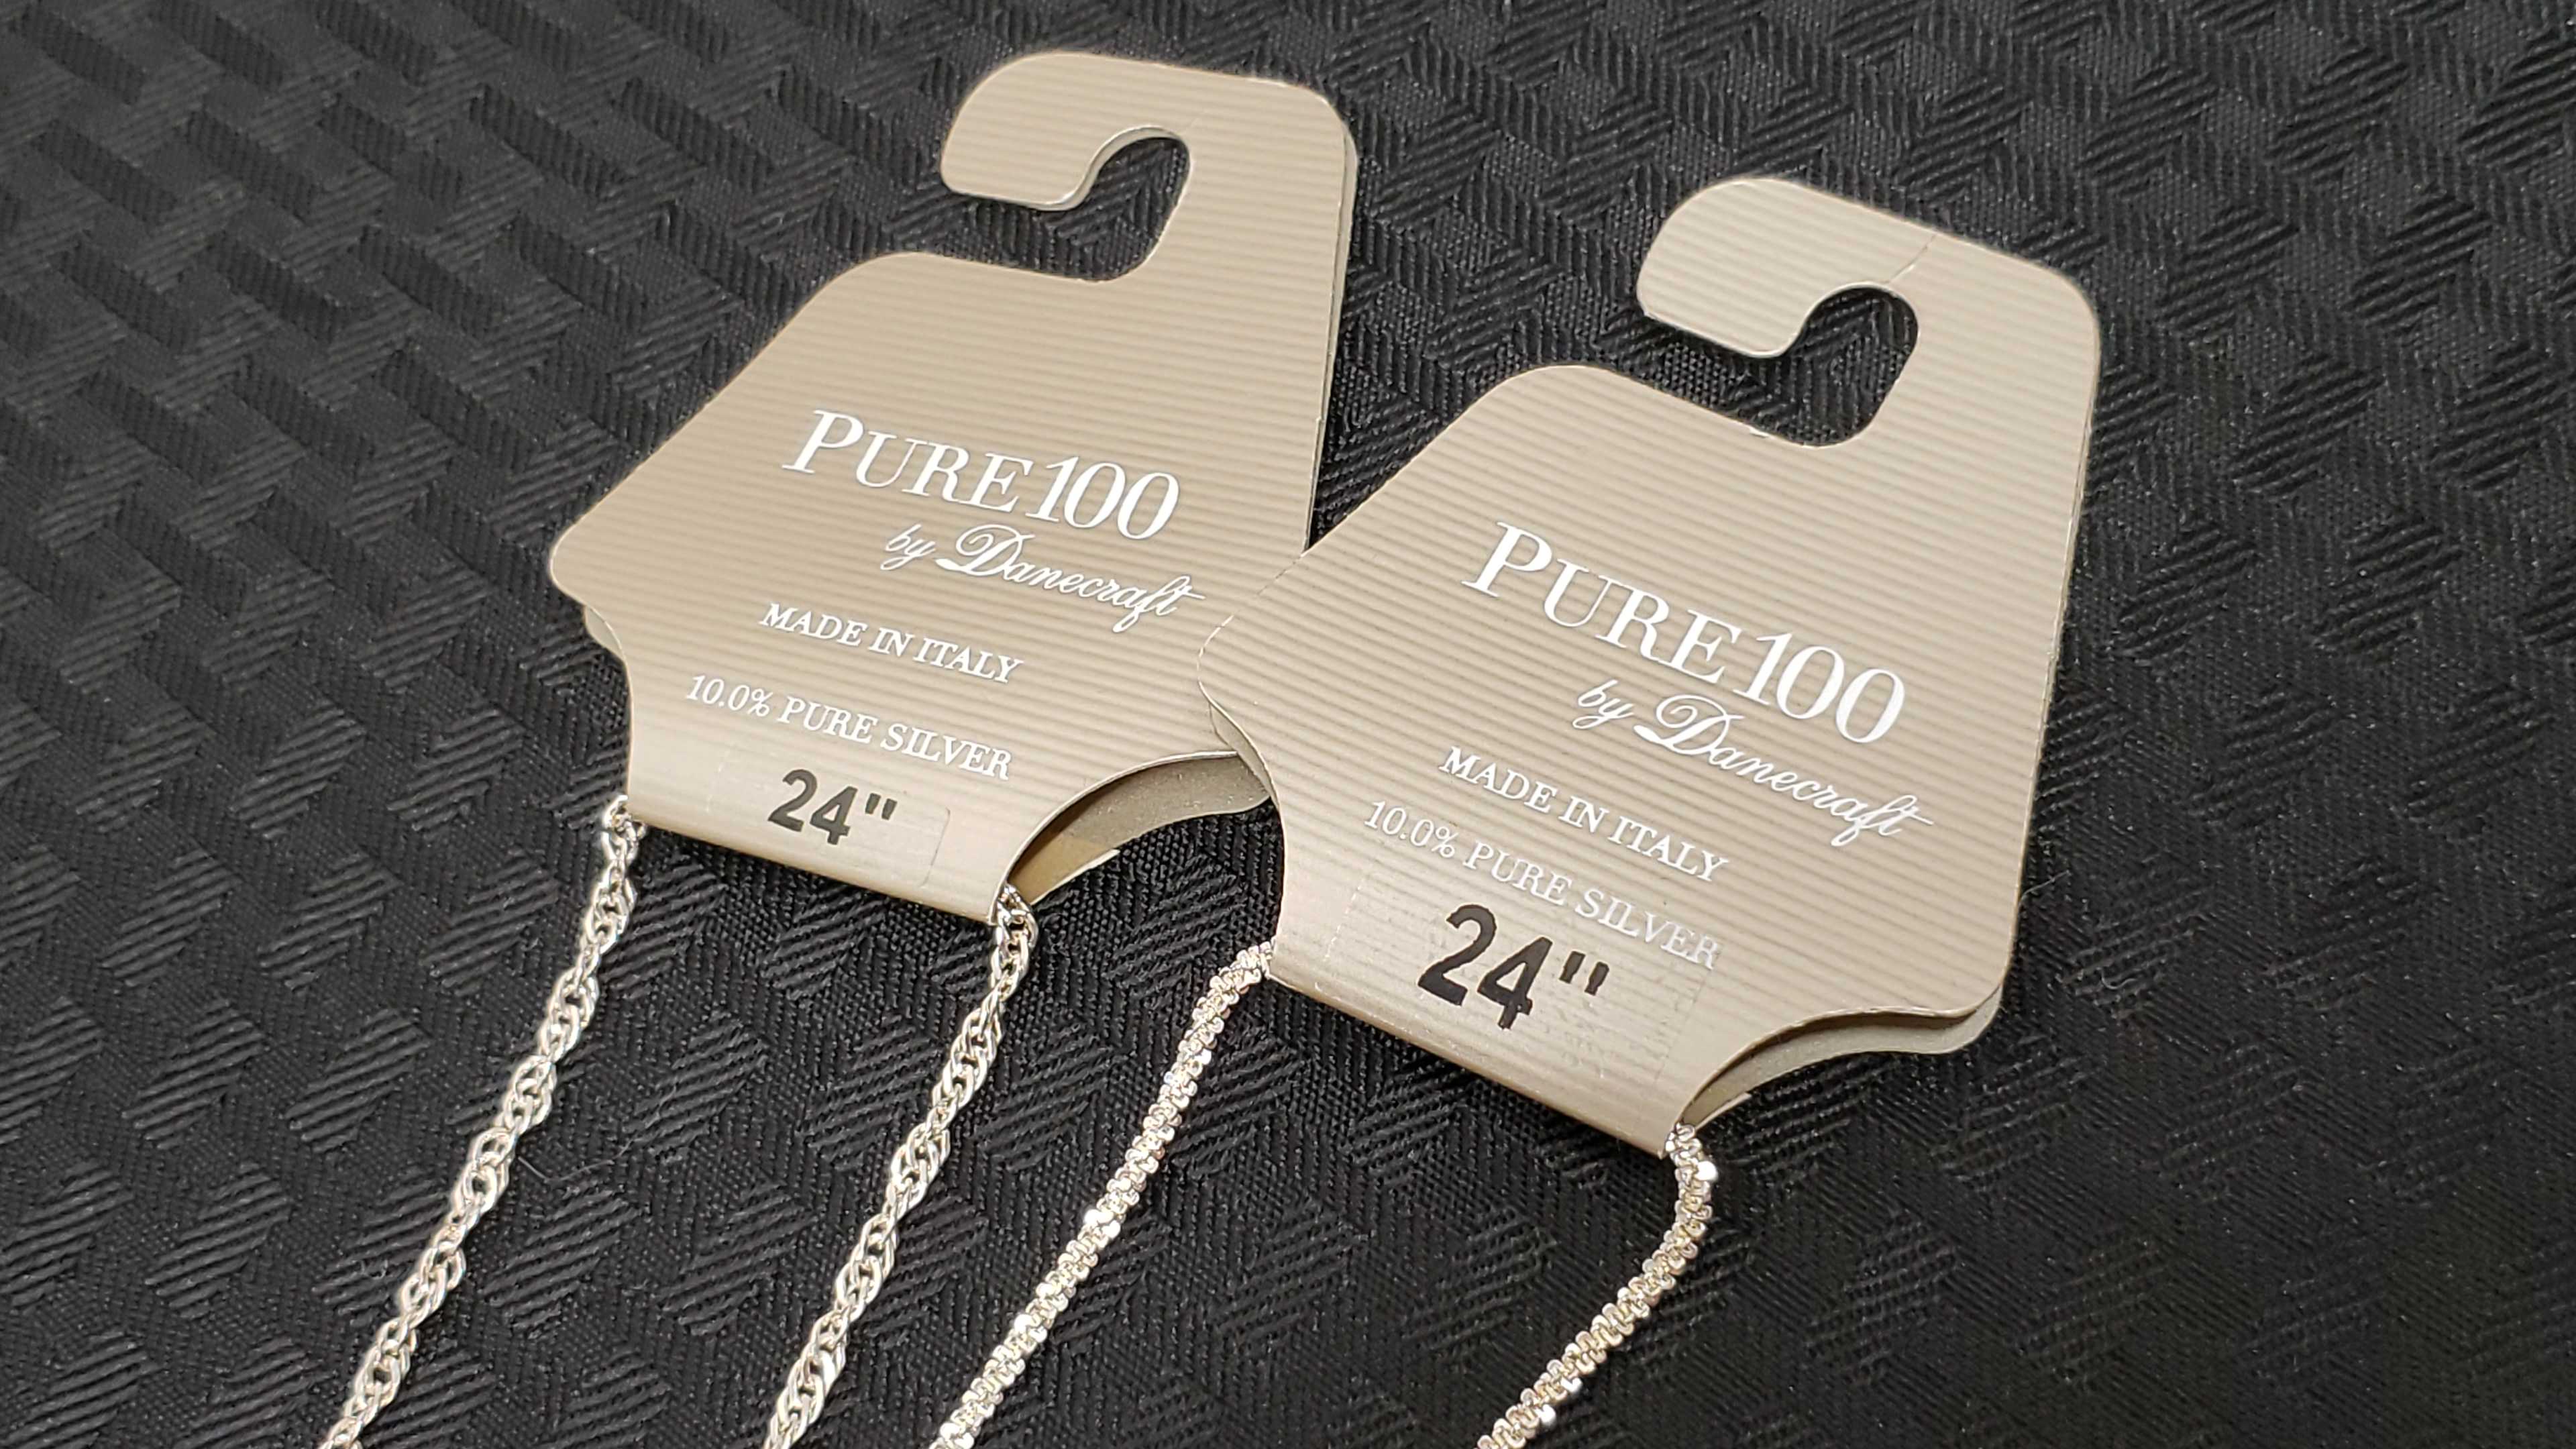 PURE100
by Danecraft
MADE IN ITALY
10.0% PURE SILVER
24"
PURE100
by Danecraft
MADE IN ITALY
10.0% PURE SILVER
24"